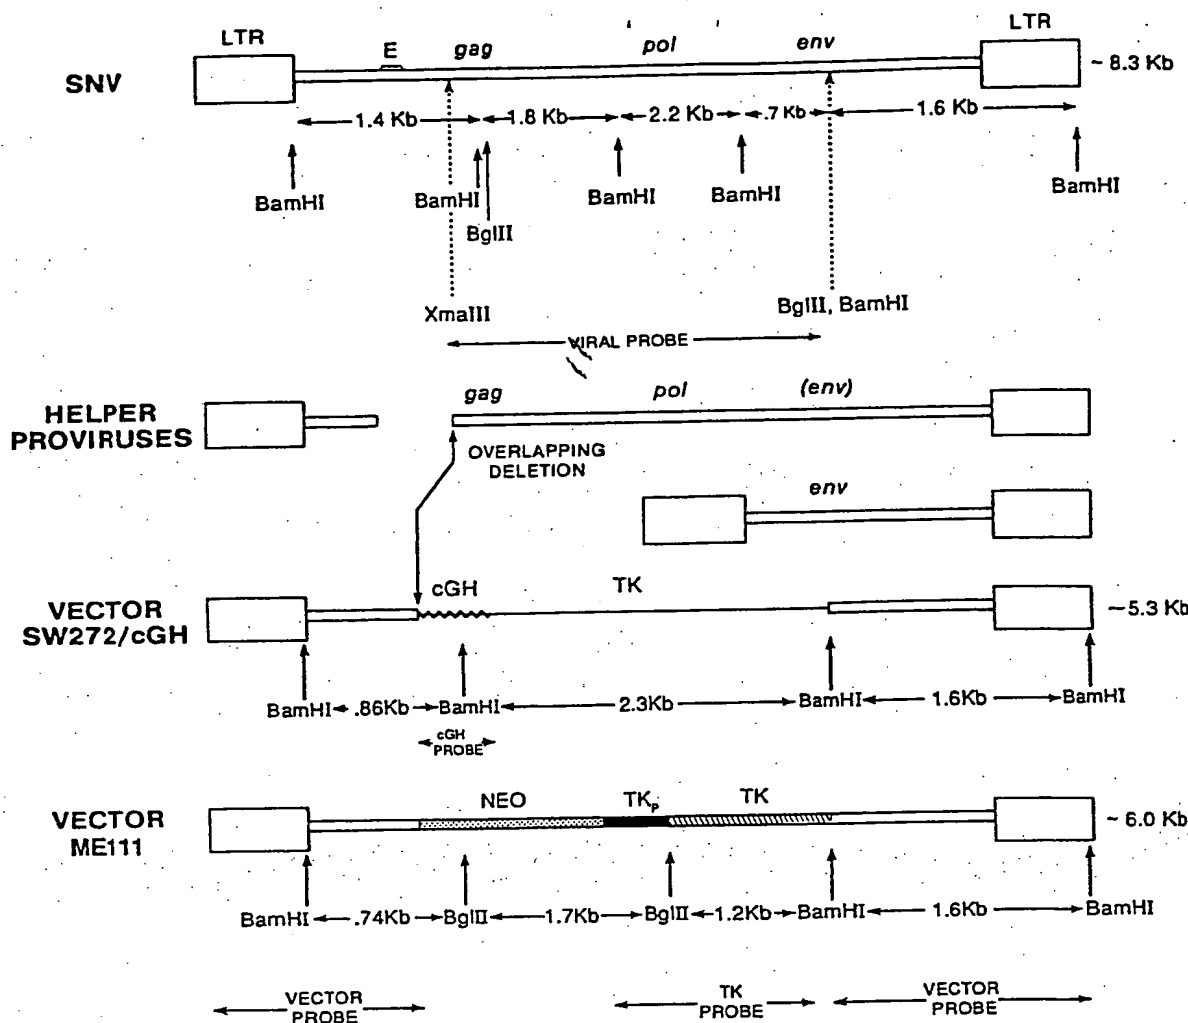 LTR
E
gag
pol
env
LTR
SNV
~ 8.3 Kb
1.4 Kb
1.8 Kb
2.2 Kb
.7 Kb
1.6 Kb
BamHI
BamHI
BglII
BamHI
BamHI
BamHI
XmaIII
BglII, BamHI
VIRAL PROBE
HELPER
PROVIRUSES
gag
pol
(env)
OVERLAPPING
DELETION
env
VECTOR
SW272/cGH
cGH
TK
~5.3 Kb
BamHI
.86Kb
BamHI
2.3Kb
BamHI
1.6Kb
BamHI
cGH
PROBE
VECTOR
ME111
NEO
TKp
TK
~ 6.0 Kb
BamHI
.74Kb
BglII
1.7Kb
BglII
1.2Kb
BamHI
1.6Kb
BamHI
VECTOR
PROBE
TK
PROBE
VECTOR
PROBE